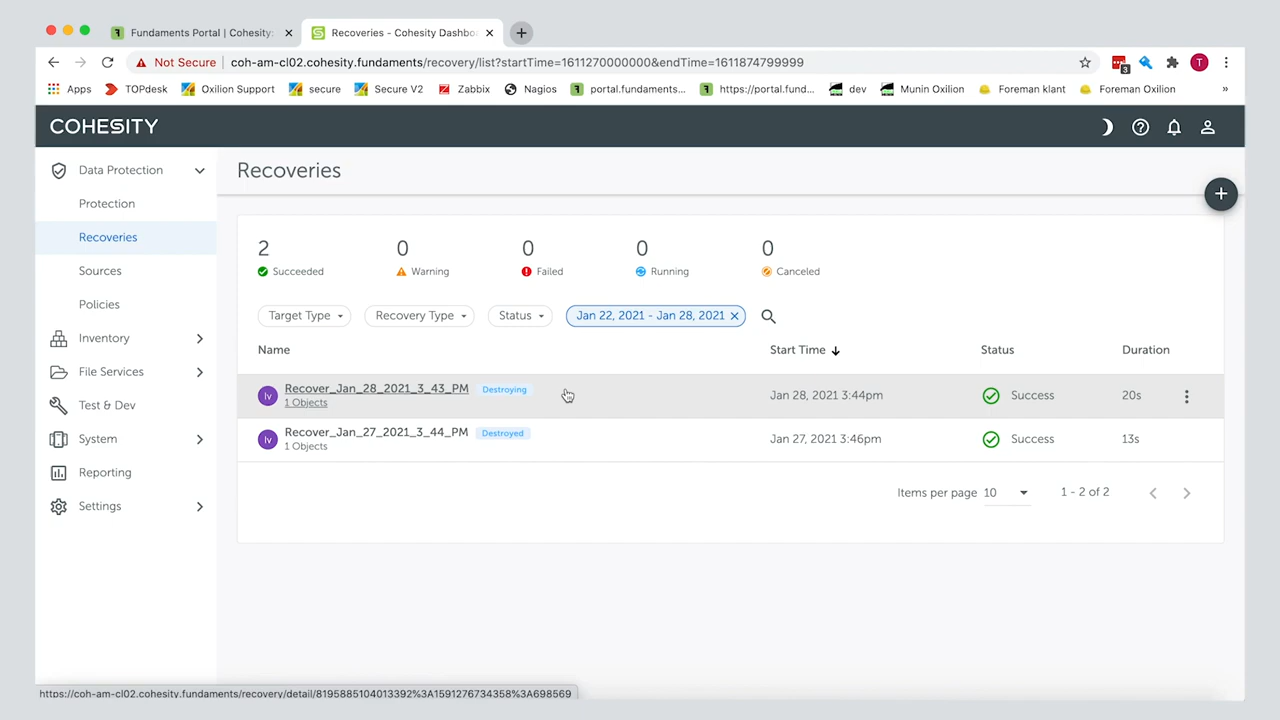 Fundaments Portal | Cohesity:
Recoveries - Cohesity Dashbo
Not Secure | coh-am-cl02.cohesity.fundaments/recovery/list?startTime=1611270000000&endTime=1611874799999
3
T
Apps TOPdesk Oxilion Support secure Secure V2 Zabbix Nagios portal.fundaments... https://portal.fund... dev Munin Oxilion Foreman klant Foreman Oxilion »
COHESITY
Data Protection
Protection
Recoveries
Sources
Policies
Inventory
File Services
Test & Dev
System
Reporting
Settings
Recoveries
2 0 0 0 0
Succeeded Warning Failed Running Canceled
Target Type Recovery Type Status Jan 22, 2021 - Jan 28, 2021
Name Start Time Status Duration
lv Recover_Jan_28_2021_3_43_PM Destroying Jan 28, 2021 3:44pm Success 20s
1 Objects
lv Recover_Jan_27_2021_3_44_PM Destroyed Jan 27, 2021 3:46pm Success 13s
1 Objects
Items per page 10 1 - 2 of 2
https://coh-am-cl02.cohesity.fundaments/recovery/detail/8195885104013392%3A1591276734358%3A698569